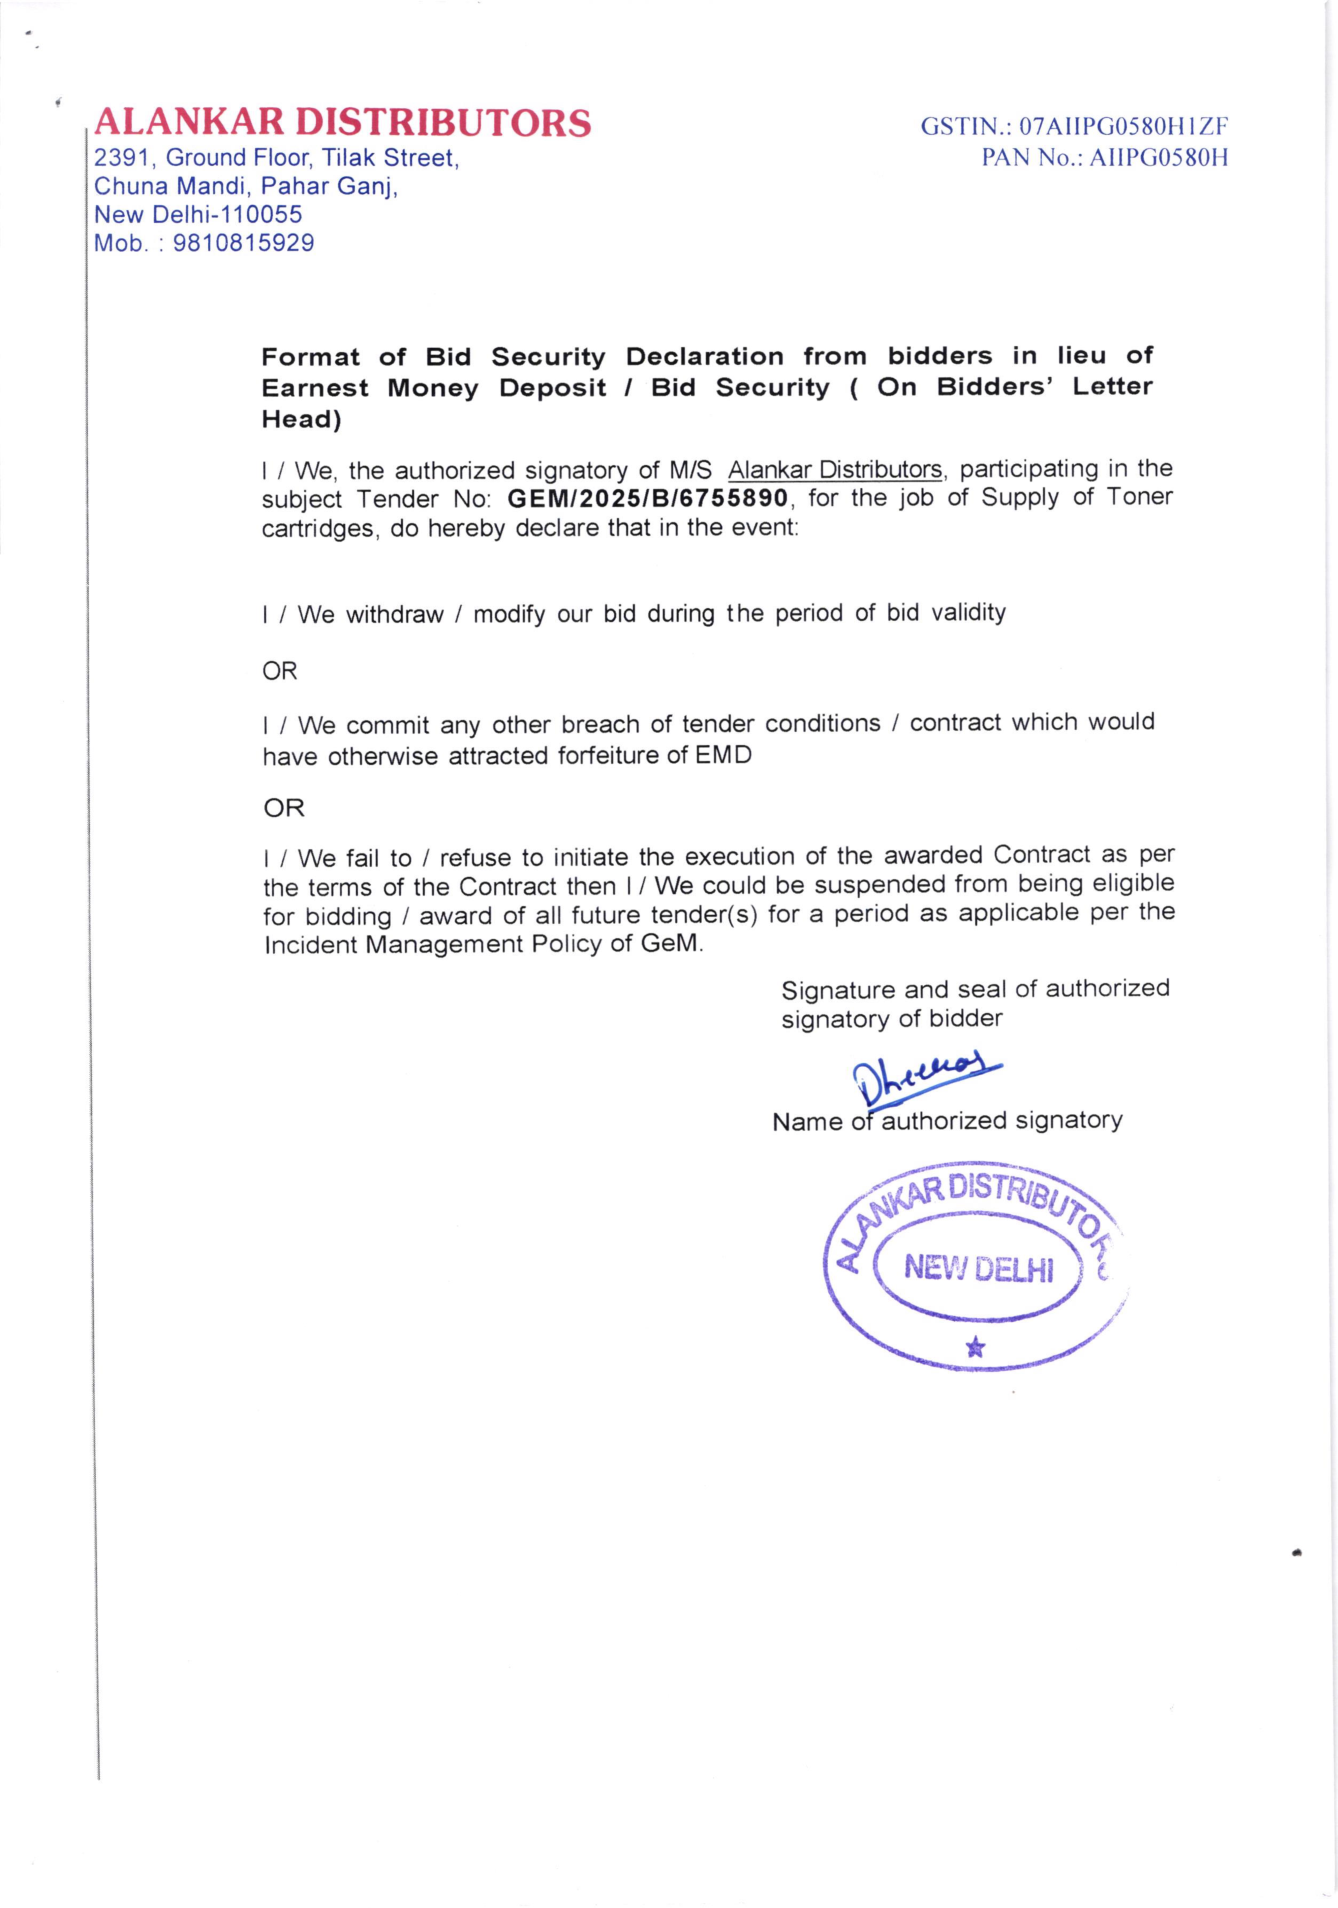 ALANKAR DISTRIBUTORS
2391, Ground Floor, Tilak Street,
Chuna Mandi, Pahar Ganj,
New Delhi-110055
Mob. : 9810815929
GSTIN.: 07AIIPG0580H1ZF
PAN No.: AIIPG0580H
Format of Bid Security Declaration from bidders in lieu of
Earnest Money Deposit / Bid Security ( On Bidders’ Letter
Head)
I / We, the authorized signatory of M/S Alankar Distributors, participating in the
subject Tender No: GEM/2025/B/6755890, for the job of Supply of Toner
cartridges, do hereby declare that in the event:
I / We withdraw / modify our bid during the period of bid validity
OR
I / We commit any other breach of tender conditions / contract which would
have otherwise attracted forfeiture of EMD
OR
I / We fail to / refuse to initiate the execution of the awarded Contract as per
the terms of the Contract then I / We could be suspended from being eligible
for bidding / award of all future tender(s) for a period as applicable per the
Incident Management Policy of GeM.
Signature and seal of authorized
signatory of bidder
Name of authorized signatory
ALANKAR DISTRIBUTORS
NEW DELHI